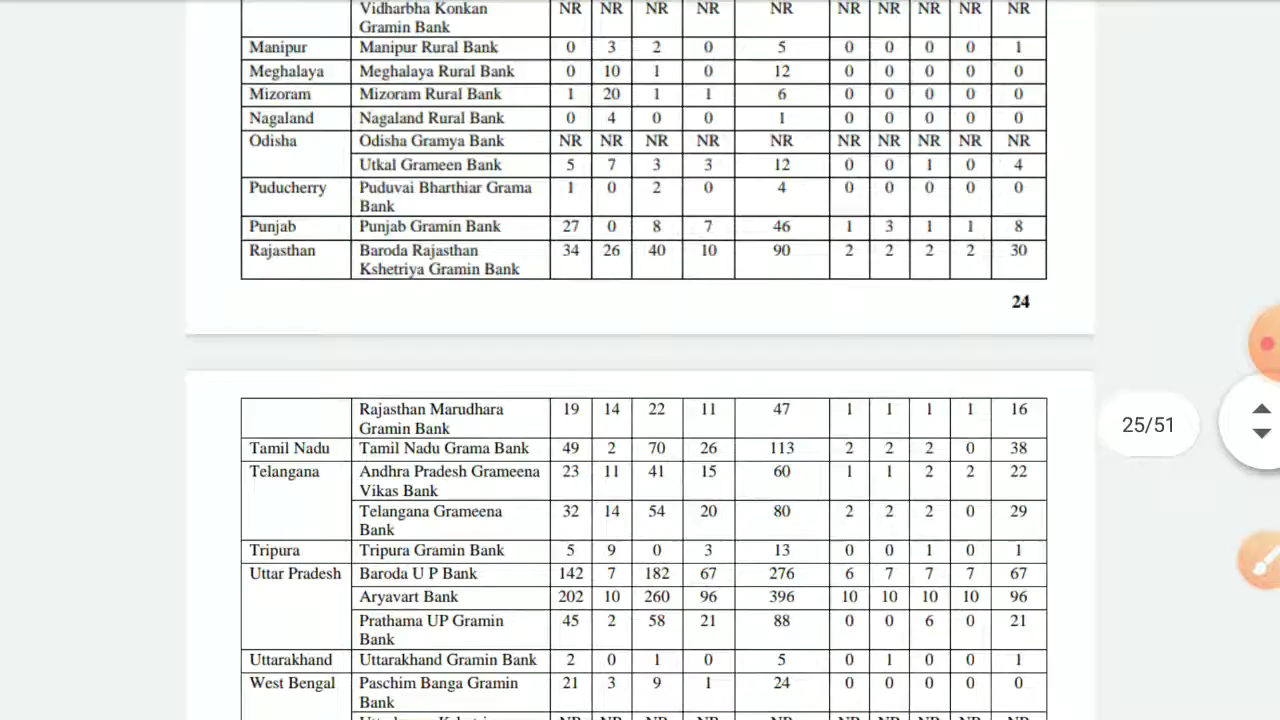 Vidharbha Konkan NR NR NR NR NR NR NR NR NR NR
Gramin Bank
Manipur Manipur Rural Bank 0 3 2 0 5 0 0 0 0 1
Meghalaya Meghalaya Rural Bank 0 10 1 0 12 0 0 0 0 0
Mizoram Mizoram Rural Bank 1 20 1 1 6 0 0 0 0 0
Nagaland Nagaland Rural Bank 0 4 0 0 1 0 0 0 0 0
Odisha Odisha Gramya Bank NR NR NR NR NR NR NR NR NR NR
Utkal Grameen Bank 5 7 3 3 12 0 0 1 0 4
Puducherry Puduvai Bharthiar Grama 1 0 2 0 4 0 0 0 0 0
Bank
Punjab Punjab Gramin Bank 27 0 8 7 46 1 3 1 1 8
Rajasthan Baroda Rajasthan 34 26 40 10 90 2 2 2 2 30
Kshetriya Gramin Bank
24
Rajasthan Marudhara 19 14 22 11 47 1 1 1 1 16
Gramin Bank
25/51
Tamil Nadu Tamil Nadu Grama Bank 49 2 70 26 113 2 2 2 0 38
Telangana Andhra Pradesh Grameena 23 11 41 15 60 1 1 2 2 22
Vikas Bank
Telangana Grameena 32 14 54 20 80 2 2 2 0 29
Bank
Tripura Tripura Gramin Bank 5 9 0 3 13 0 0 1 0 1
Uttar Pradesh Baroda U P Bank 142 7 182 67 276 6 7 7 7 67
Aryavart Bank 202 10 260 96 396 10 10 10 10 96
Prathama UP Gramin 45 2 58 21 88 0 0 6 0 21
Bank
Uttarakhand Uttarakhand Gramin Bank 2 0 1 0 5 0 1 0 0 1
West Bengal Paschim Banga Gramin 21 3 9 1 24 0 0 0 0 0
Bank